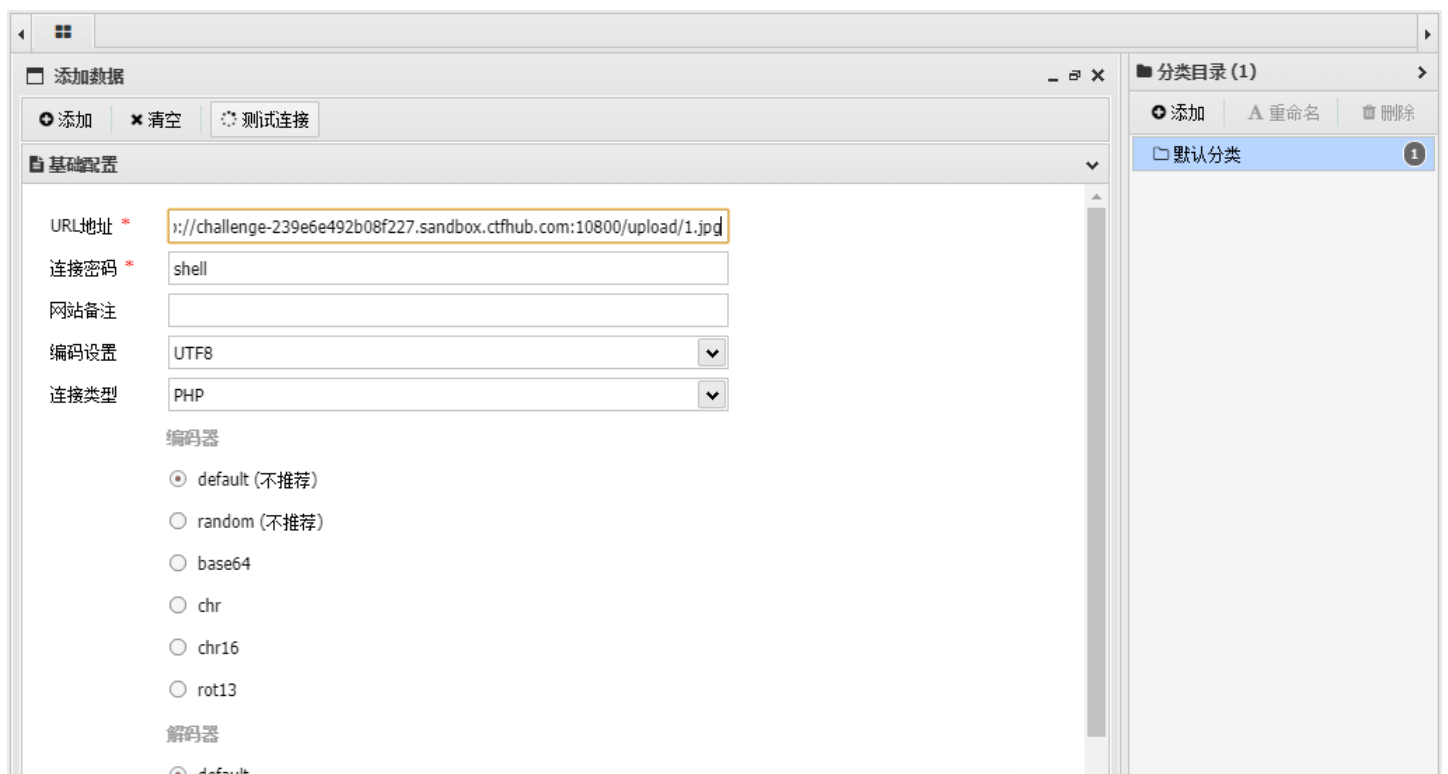 添加数据
添加 清空 测试连接
基础配置
URL地址 * ://challenge-239e6e492b08f227.sandbox.ctfhub.com:10800/upload/1.jpg
连接密码 * shell
网站备注
编码设置 UTF8
连接类型 PHP
编码器
default (不推荐)
random (不推荐)
base64
chr
chr16
rot13
解码器
default
分类目录 (1)
添加 重命名 删除
默认分类 1